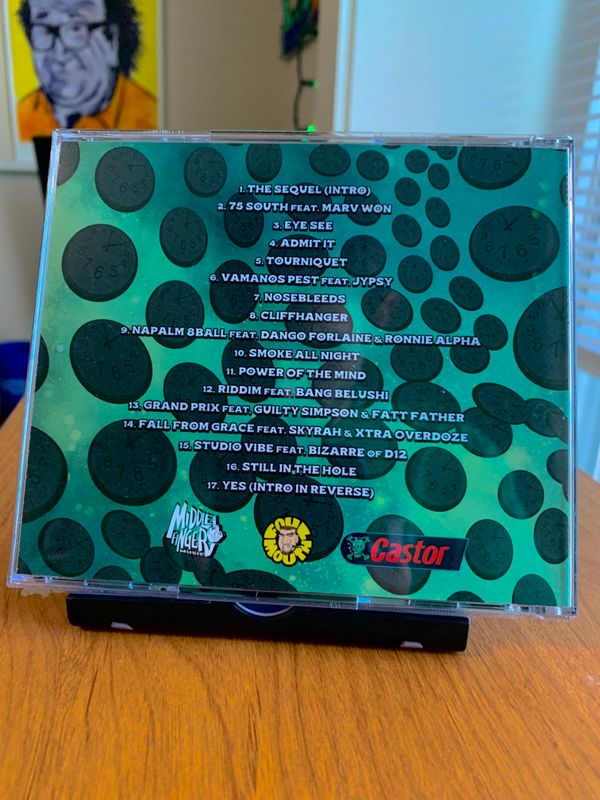 1. THE SEQUEL (INTRO)
2. 75 SOUTH FEAT. MARV WON
3. EYE SEE
4. ADMIT IT
5. TOURNIQUET
6. VAMANOS PEST FEAT. JYPSY
7. NOSEBLEEDS
8. CLIFFHANGER
9. NAPALM 8BALL FEAT. DANGO FORLAINE & RONNIE ALPHA
10. SMOKE ALL NIGHT
11. POWER OF THE MIND
12. RIDDIM FEAT. BANG BELUSHI
13. GRAND PRIX FEAT. GUILTY SIMPSON & FATT FATHER
14. FALL FROM GRACE FEAT. SKYRAH & XTRA OVERDOZE
15. STUDIO VIBE FEAT. BIZARRE OF D12
16. STILL IN THE HOLE
17. YES (INTRO IN REVERSE)
MIDDLE
FINGER
MUSIC
FOUL
MOUTH
Castor